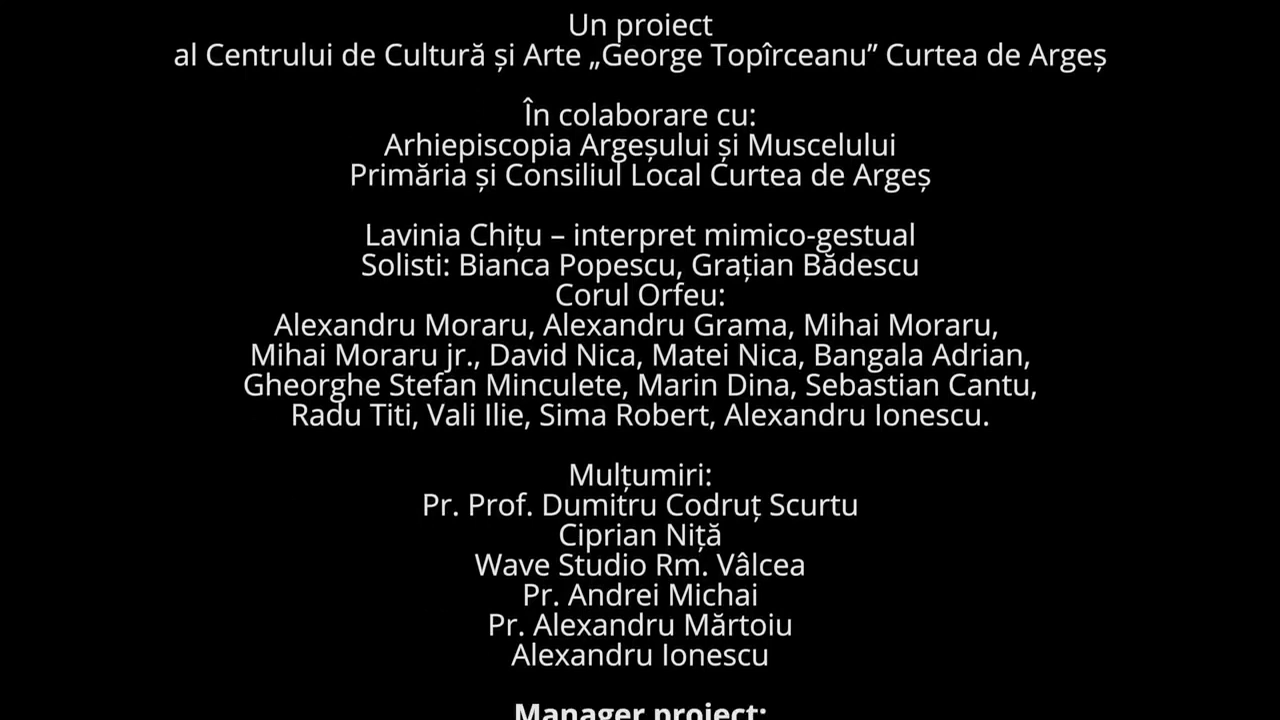 Un proiect
al Centrului de Cultură și Arte „George Topîrceanu” Curtea de Argeș
În colaborare cu:
Arhiepiscopia Argeșului și Muscelului
Primăria și Consiliul Local Curtea de Argeș
Lavinia Chițu – interpret mimico-gestual
Solisti: Bianca Popescu, Grațian Bădescu
Corul Orfeu:
Alexandru Moraru, Alexandru Grama, Mihai Moraru,
Mihai Moraru jr., David Nica, Matei Nica, Bangala Adrian,
Gheorghe Stefan Minculete, Marin Dina, Sebastian Cantu,
Radu Titi, Vali Ilie, Sima Robert, Alexandru Ionescu.
Mulțumiri:
Pr. Prof. Dumitru Codruț Scurtu
Ciprian Niță
Wave Studio Rm. Vâlcea
Pr. Andrei Michai
Pr. Alexandru Mărtoiu
Alexandru Ionescu
Manager proiect: